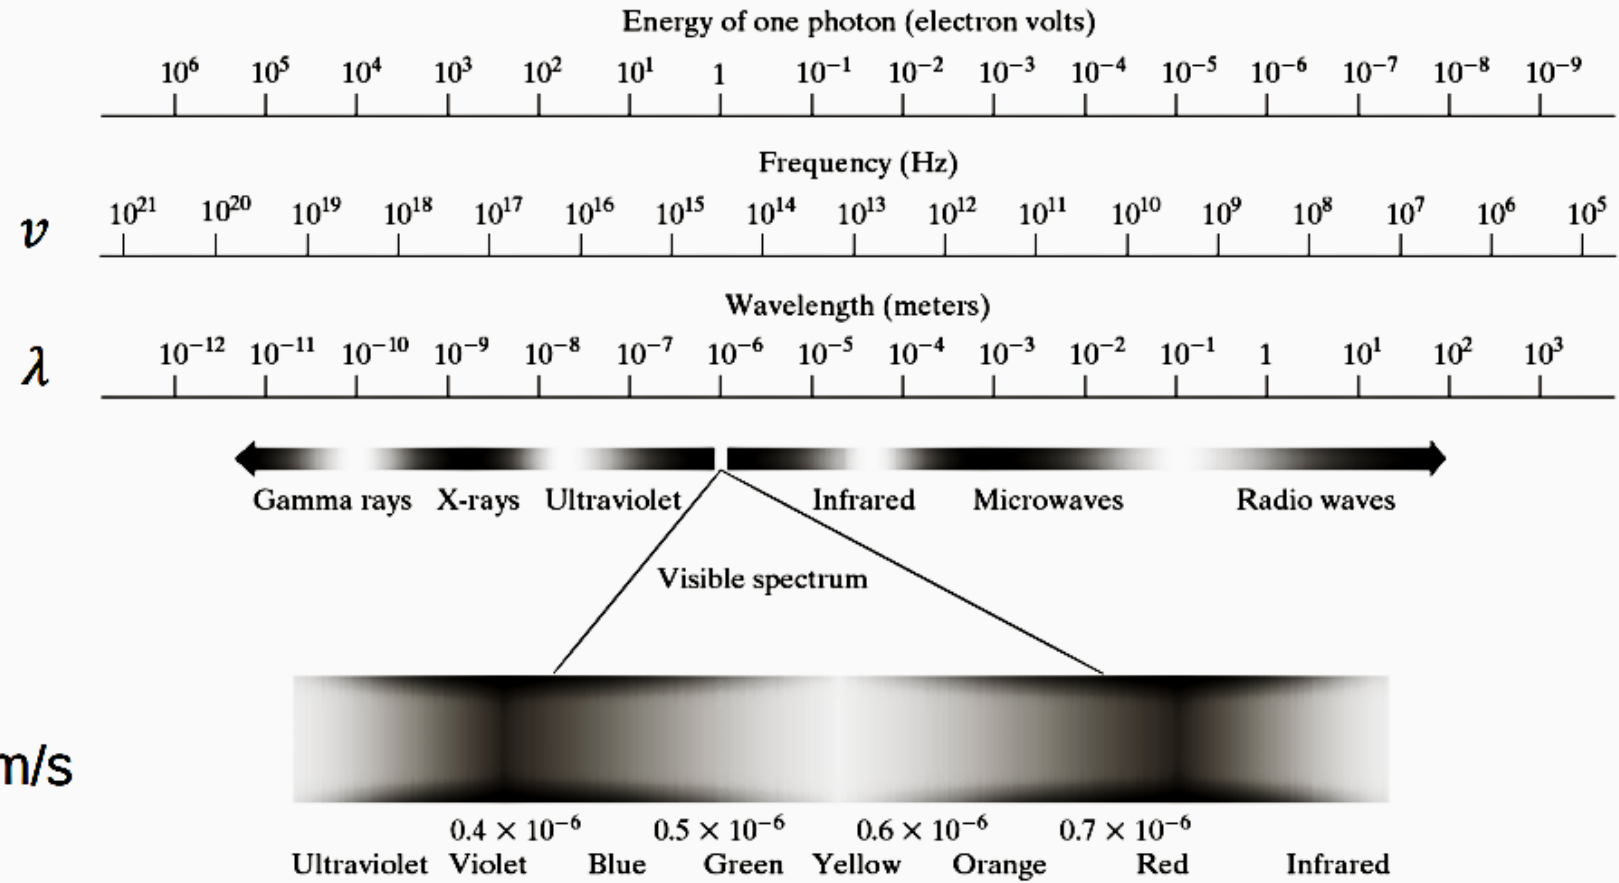 Energy of one photon (electron volts)
10⁶ 10⁵ 10⁴ 10³ 10² 10¹ 1 10⁻¹ 10⁻² 10⁻³ 10⁻⁴ 10⁻⁵ 10⁻⁶ 10⁻⁷ 10⁻⁸ 10⁻⁹
Frequency (Hz)
ν 10²¹ 10²⁰ 10¹⁹ 10¹⁸ 10¹⁷ 10¹⁶ 10¹⁵ 10¹⁴ 10¹³ 10¹² 10¹¹ 10¹⁰ 10⁹ 10⁸ 10⁷ 10⁶ 10⁵
Wavelength (meters)
λ 10⁻¹² 10⁻¹¹ 10⁻¹⁰ 10⁻⁹ 10⁻⁸ 10⁻⁷ 10⁻⁶ 10⁻⁵ 10⁻⁴ 10⁻³ 10⁻² 10⁻¹ 1 10¹ 10² 10³
Gamma rays X-rays Ultraviolet Infrared Microwaves Radio waves
Visible spectrum
m/s
0.4 × 10⁻⁶ 0.5 × 10⁻⁶ 0.6 × 10⁻⁶ 0.7 × 10⁻⁶
Ultraviolet Violet Blue Green Yellow Orange Red Infrared